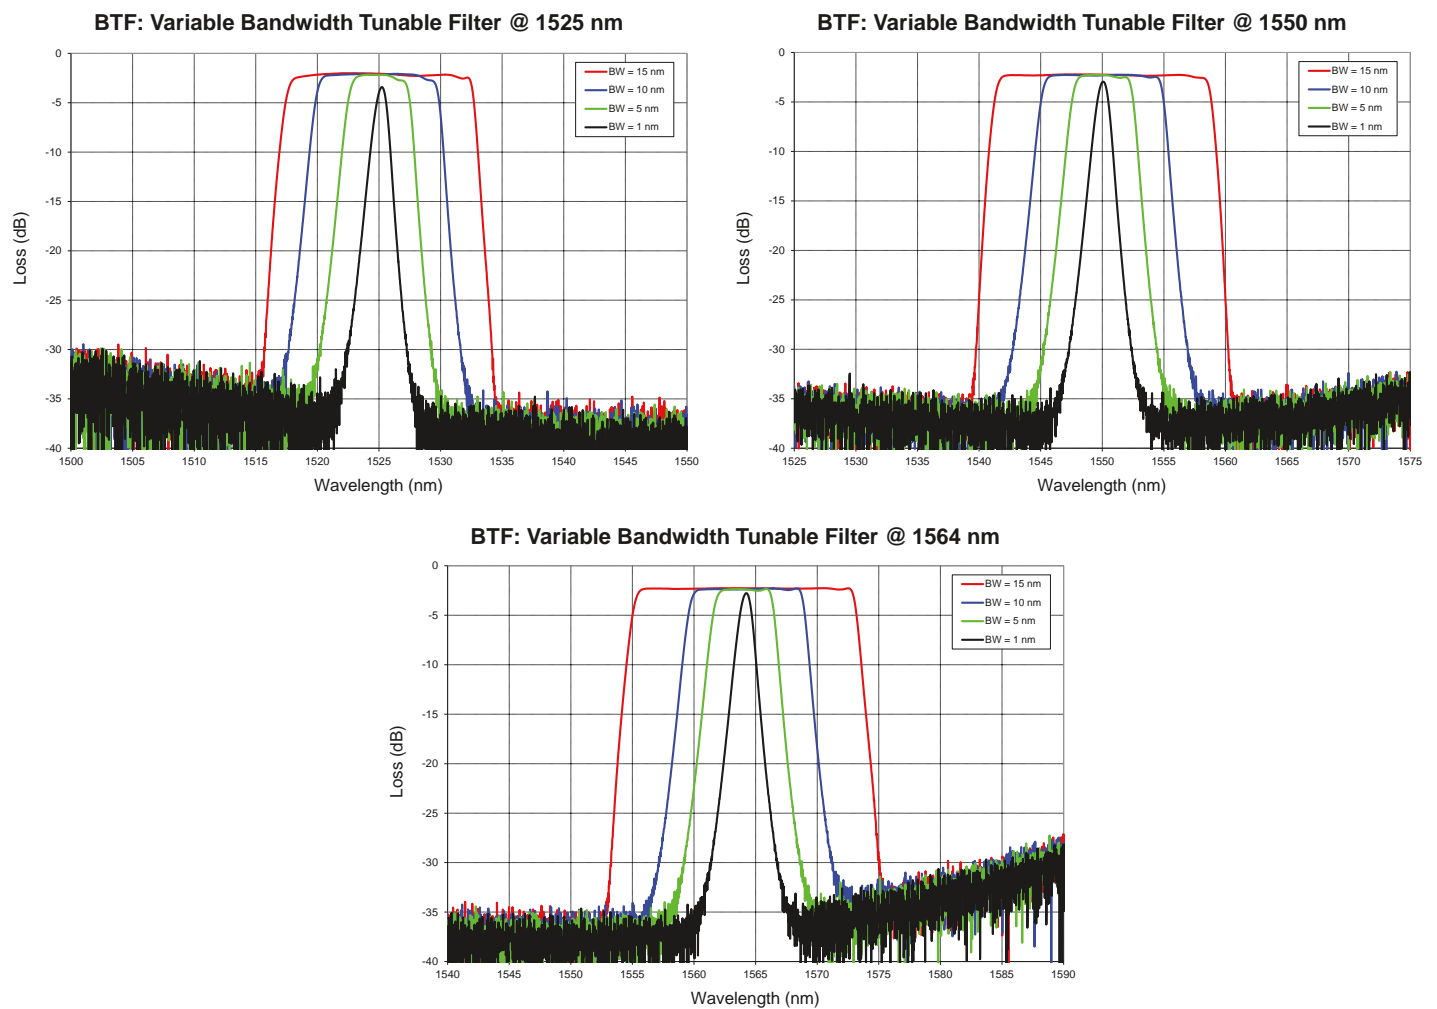 BTF: Variable Bandwidth Tunable Filter @ 1525 nm
0
-5
-10
-15
-20
-25
-30
-35
-40
Loss (dB)
BW = 15 nm
BW = 10 nm
BW = 5 nm
BW = 1 nm
1500 1505 1510 1515 1520 1525 1530 1535 1540 1545 1550
Wavelength (nm)
BTF: Variable Bandwidth Tunable Filter @ 1550 nm
0
-5
-10
-15
-20
-25
-30
-35
-40
Loss (dB)
BW = 15 nm
BW = 10 nm
BW = 5 nm
BW = 1 nm
1525 1530 1535 1540 1545 1550 1555 1560 1565 1570 1575
Wavelength (nm)
BTF: Variable Bandwidth Tunable Filter @ 1564 nm
0
-5
-10
-15
-20
-25
-30
-35
-40
Loss (dB)
BW = 15 nm
BW = 10 nm
BW = 5 nm
BW = 1 nm
1540 1545 1550 1555 1560 1565 1570 1575 1580 1585 1590
Wavelength (nm)